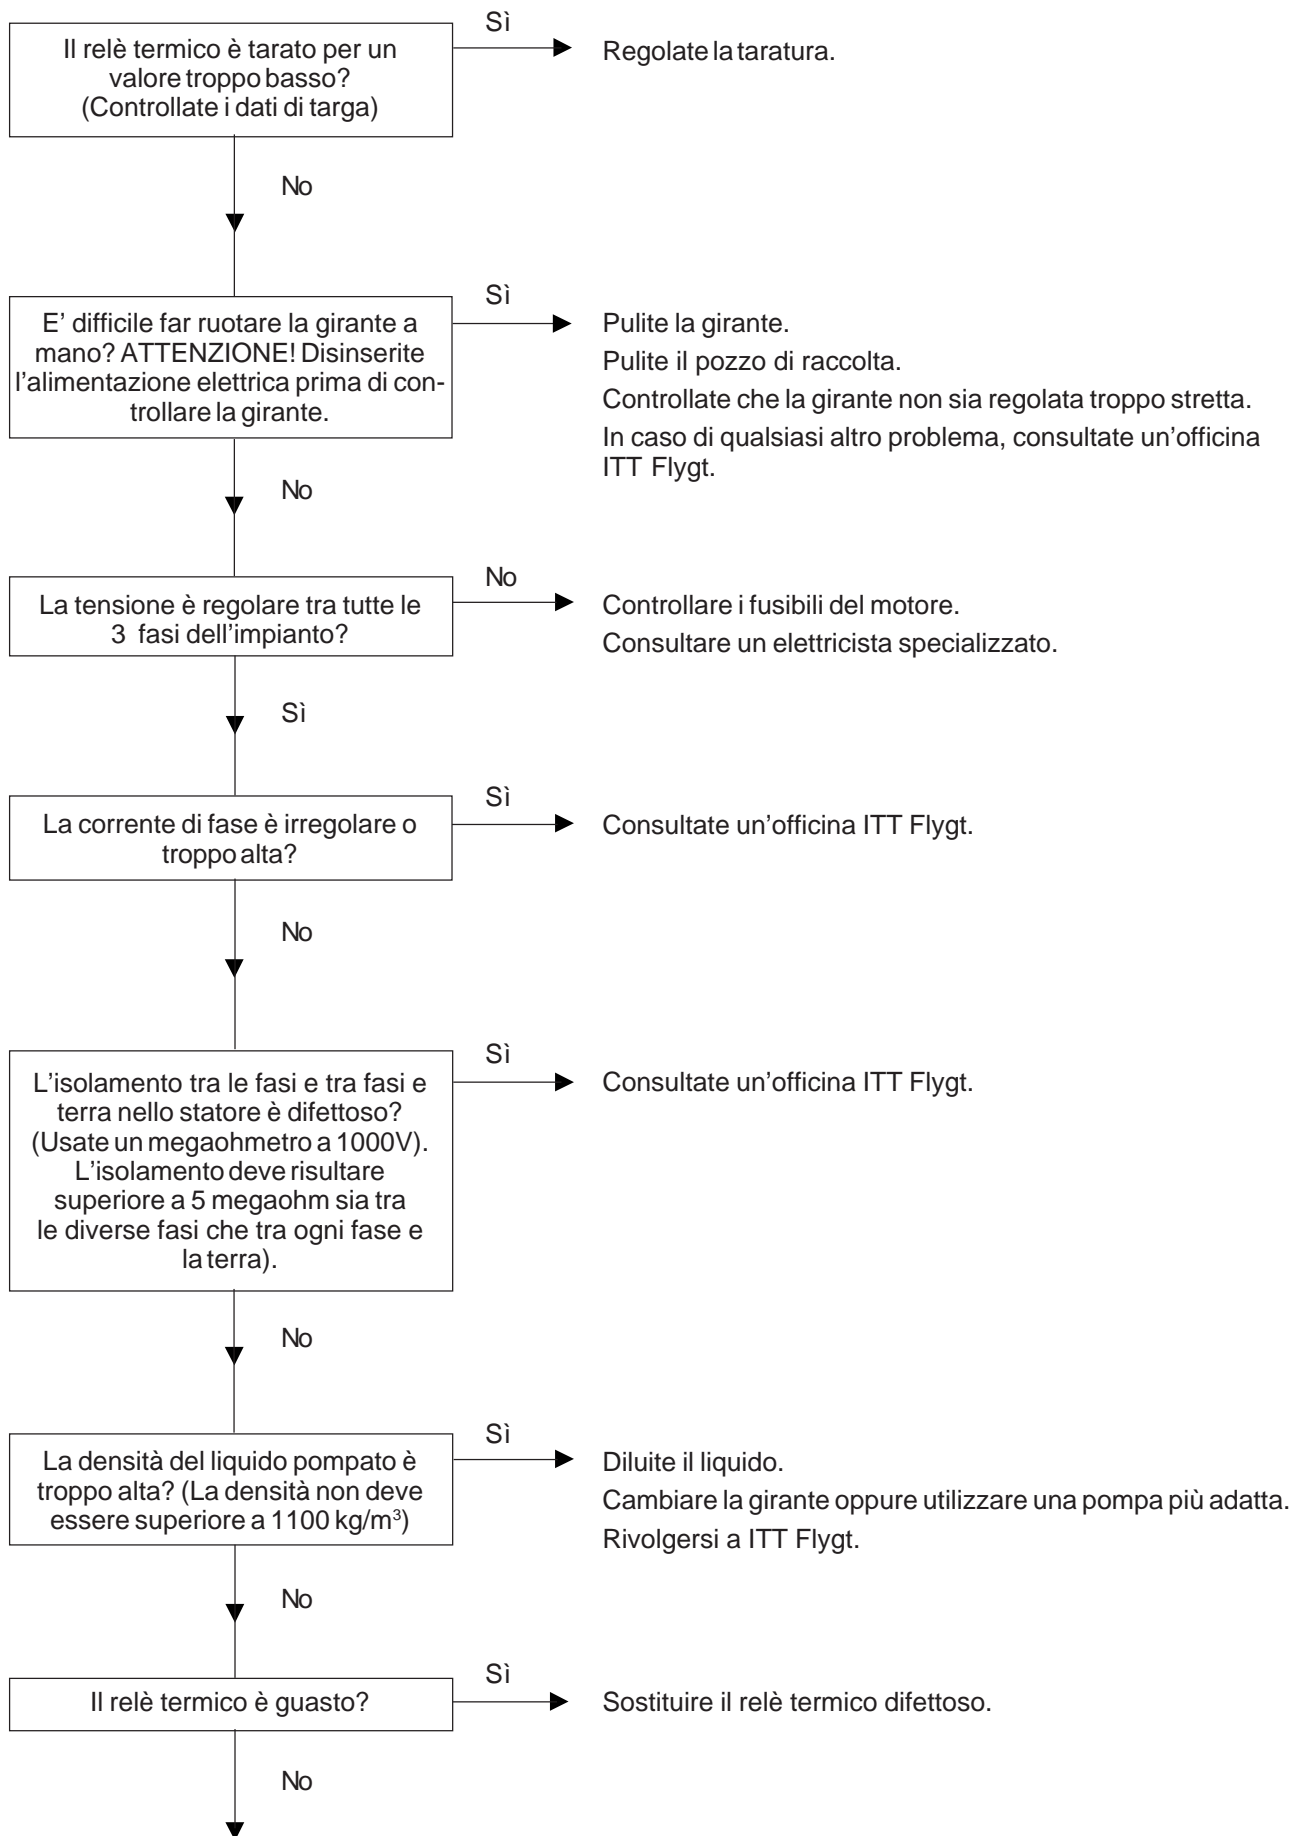 Sì
Il relè termico è tarato per un
valore troppo basso?
(Controllate i dati di targa)
Regolate la taratura.
No
Sì
E' difficile far ruotare la girante a
mano? ATTENZIONE! Disinserite
l'alimentazione elettrica prima di con-
trollare la girante.
Pulite la girante.
Pulite il pozzo di raccolta.
Controllate che la girante non sia regolata troppo stretta.
In caso di qualsiasi altro problema, consultate un'officina
ITT Flygt.
No
No
La tensione è regolare tra tutte le
3 fasi dell'impianto?
Controllare i fusibili del motore.
Consultare un elettricista specializzato.
Sì
Sì
La corrente di fase è irregolare o
troppo alta?
Consultate un'officina ITT Flygt.
No
Sì
L'isolamento tra le fasi e tra fasi e
terra nello statore è difettoso?
(Usate un megaohmetro a 1000V).
L'isolamento deve risultare
superiore a 5 megaohm sia tra
le diverse fasi che tra ogni fase e
la terra).
Consultate un'officina ITT Flygt.
No
Sì
La densità del liquido pompato è
troppo alta? (La densità non deve
essere superiore a 1100 kg/m³)
Diluite il liquido.
Cambiare la girante oppure utilizzare una pompa più adatta.
Rivolgersi a ITT Flygt.
No
Sì
Il relè termico è guasto?
Sostituire il relè termico difettoso.
No